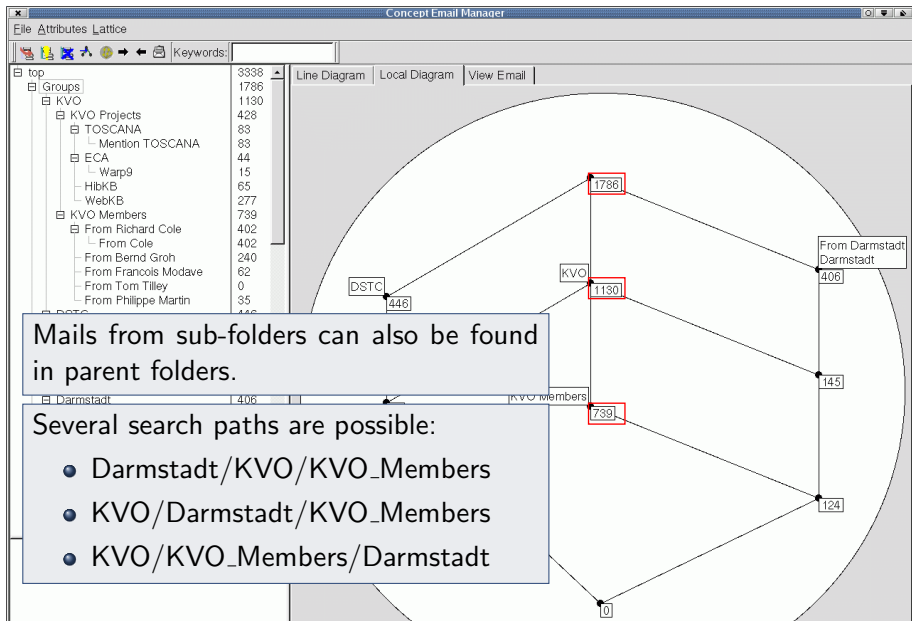 Concept Email Manager
File Attributes Lattice
Keywords:
top 3338
Groups 1786
KVO 1130
KVO Projects 428
TOSCANA 83
Mention TOSCANA 83
ECA 44
Warp9 15
HibKB 65
WebKB 277
KVO Members 739
From Richard Cole 402
From Cole 402
From Bernd Groh 240
From Francois Modave 62
From Tom Tilley 0
From Philippe Martin 35
DSTC 446
Darmstadt 406
Line Diagram Local Diagram View Email
1786
From Darmstadt
Darmstadt
406
KVO
1130
DSTC
446
145
KVO Members
739
124
0
Mails from sub-folders can also be found
in parent folders.
Several search paths are possible:
Darmstadt/KVO/KVO_Members
KVO/Darmstadt/KVO_Members
KVO/KVO_Members/Darmstadt